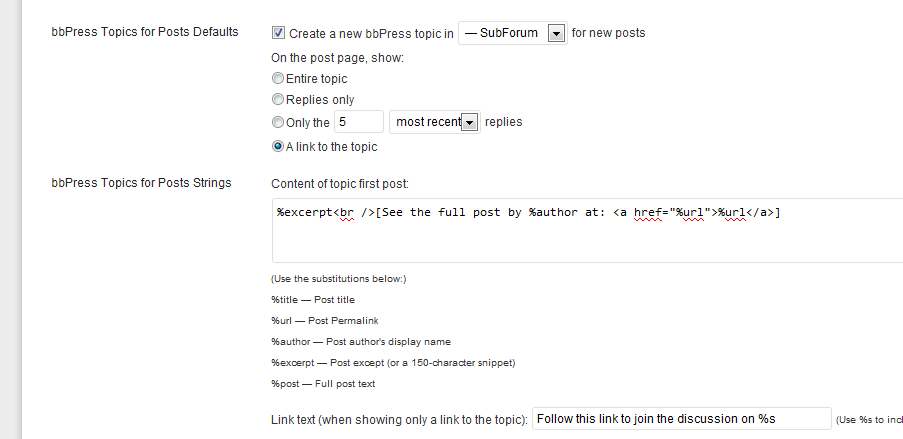 bbPress Topics for Posts Defaults
Create a new bbPress topic in — SubForum for new posts
On the post page, show:
Entire topic
Replies only
Only the 5 most recent replies
A link to the topic
bbPress Topics for Posts Strings
Content of topic first post:
%excerpt<br />[See the full post by %author at: <a href="%url">%url</a>]
(Use the substitutions below:)
%title — Post title
%url — Post Permalink
%author — Post author's display name
%excerpt — Post except (or a 150-character snippet)
%post — Full post text
Link text (when showing only a link to the topic): Follow this link to join the discussion on %s (Use %s to incl